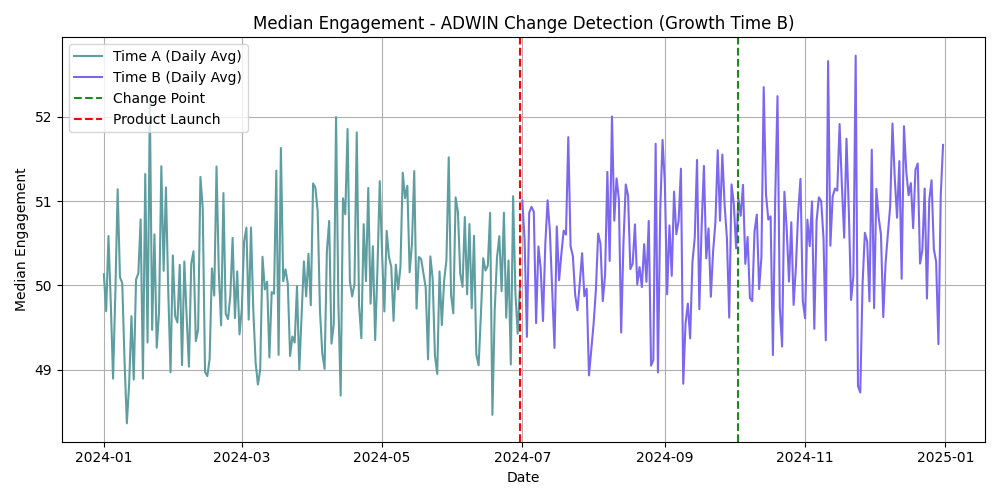 Median Engagement - ADWIN Change Detection (Growth Time B)
Time A (Daily Avg)
Time B (Daily Avg)
Change Point
Product Launch
Median Engagement
52
51
50
49
2024-01
2024-03
2024-05
2024-07
2024-09
2024-11
2025-01
Date